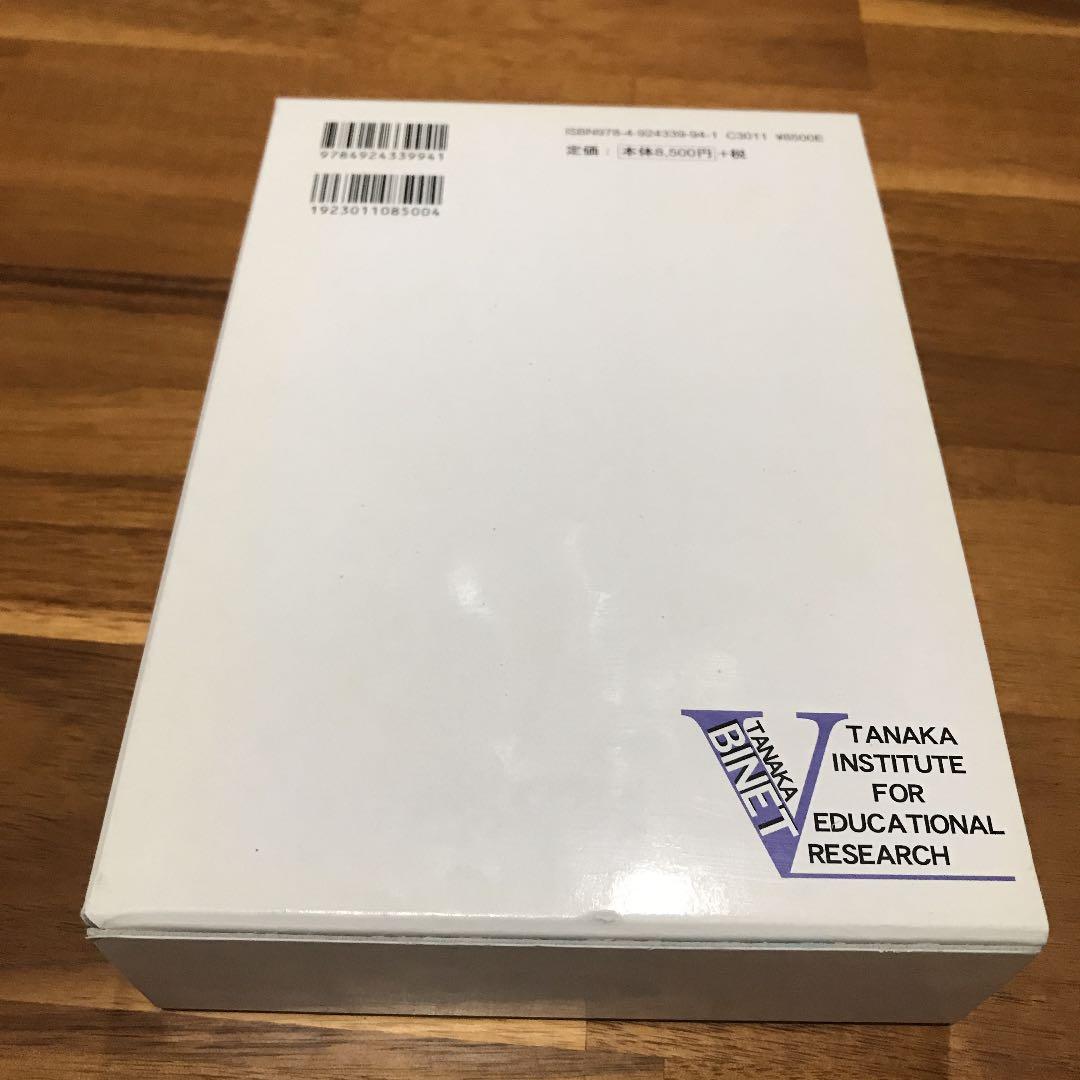 9784924339941
1923011085004
ISBN978-4-924339-94-1 C3011 ¥8500E
定価：本体8,500円+税
TANAKA
BINET
V
TANAKA
INSTITUTE
FOR
EDUCATIONAL
RESEARCH